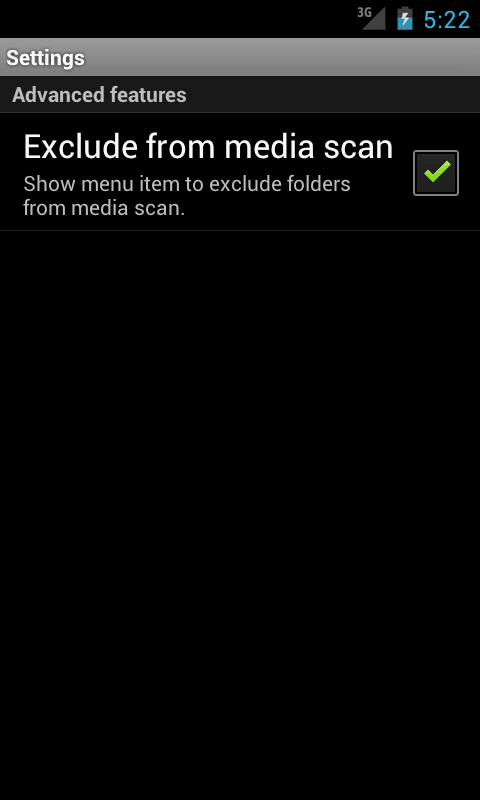 3G 5:22
Settings
Advanced features
Exclude from media scan
Show menu item to exclude folders
from media scan.